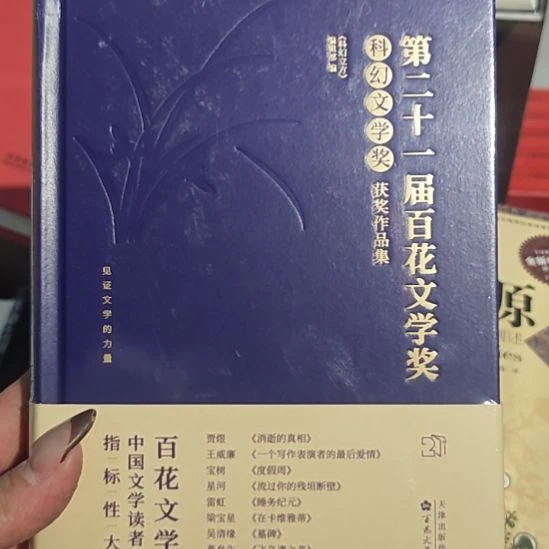 第二十一届百花文学奖
科幻文学奖
获奖作品集
《科幻立方》
编辑部 编
见证文学的力量
百花文学
中国文学读者
指·标·性·大
贾煜 《消逝的真相》
王威廉 《一个写作表演者的最后爱情》
宝树 《度假周》
星河 《流过你的残垣断壁》
雷虹 《睡务纪元》
梁宝星 《在卡维雅蒂》
吴清缘 《墓碑》
天津出版传
百花文
原